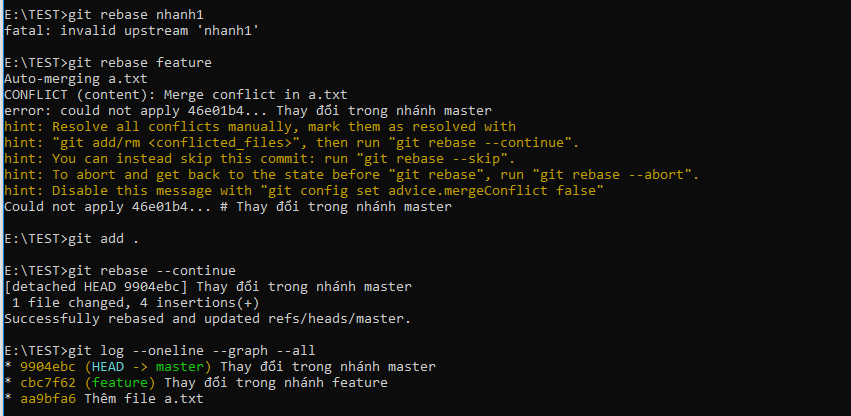 E:\TEST>git rebase nhanh1
fatal: invalid upstream 'nhanh1'
E:\TEST>git rebase feature
Auto-merging a.txt
CONFLICT (content): Merge conflict in a.txt
error: could not apply 46e01b4... Thay đổi trong nhánh master
hint: Resolve all conflicts manually, mark them as resolved with
hint: "git add/rm <conflicted_files>", then run "git rebase --continue".
hint: You can instead skip this commit: run "git rebase --skip".
hint: To abort and get back to the state before "git rebase", run "git rebase --abort".
hint: Disable this message with "git config set advice.mergeConflict false"
Could not apply 46e01b4... # Thay đổi trong nhánh master
E:\TEST>git add .
E:\TEST>git rebase --continue
[detached HEAD 9904ebc] Thay đổi trong nhánh master
 1 file changed, 4 insertions(+)
Successfully rebased and updated refs/heads/master.
E:\TEST>git log --oneline --graph --all
* 9904ebc (HEAD -> master) Thay đổi trong nhánh master
* cbc7f62 (feature) Thay đổi trong nhánh feature
* aa9bfa6 Thêm file a.txt